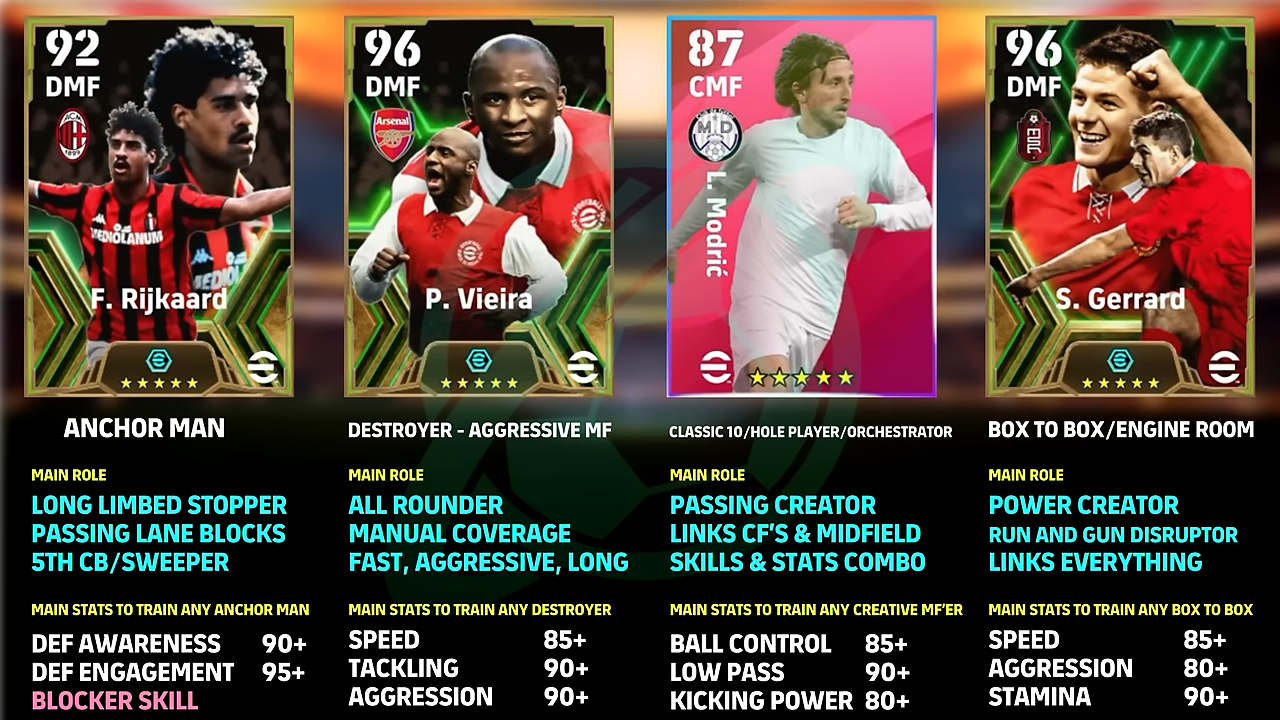 92
DMF
ACM
1899
MEDIOLANUM
F. Rijkaard
ANCHOR MAN
MAIN ROLE
LONG LIMBED STOPPER
PASSING LANE BLOCKS
5TH CB/SWEEPER
MAIN STATS TO TRAIN ANY ANCHOR MAN
DEF AWARENESS 90+
DEF ENGAGEMENT 95+
BLOCKER SKILL
96
DMF
Arsenal
P. Vieira
DESTROYER - AGGRESSIVE MF
MAIN ROLE
ALL ROUNDER
MANUAL COVERAGE
FAST, AGGRESSIVE, LONG
MAIN STATS TO TRAIN ANY DESTROYER
SPEED 85+
TACKLING 90+
AGGRESSION 90+
87
CMF
MD
L. Modrić
CLASSIC 10/HOLE PLAYER/ORCHESTRATOR
MAIN ROLE
PASSING CREATOR
LINKS CF'S & MIDFIELD
SKILLS & STATS COMBO
MAIN STATS TO TRAIN ANY CREATIVE MF'ER
BALL CONTROL 85+
LOW PASS 90+
KICKING POWER 80+
96
DMF
S. Gerrard
BOX TO BOX/ENGINE ROOM
MAIN ROLE
POWER CREATOR
RUN AND GUN DISRUPTOR
LINKS EVERYTHING
MAIN STATS TO TRAIN ANY BOX TO BOX
SPEED 85+
AGGRESSION 80+
STAMINA 90+